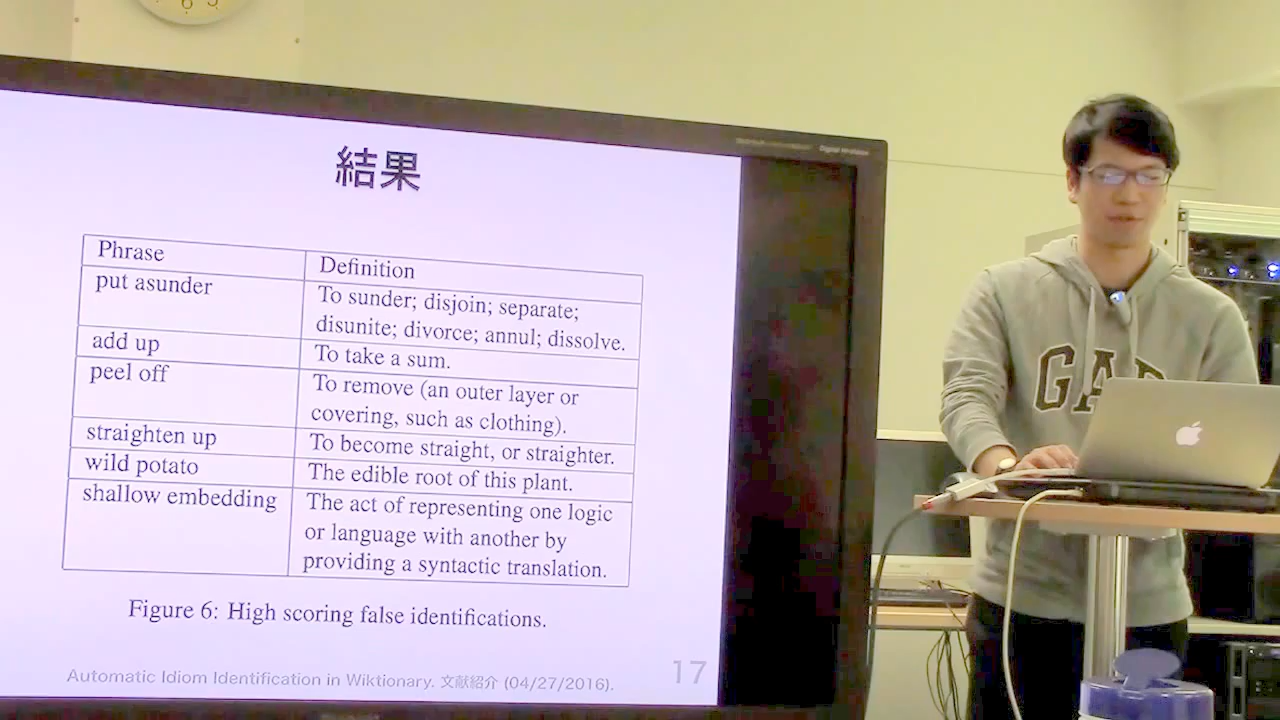 結果
Phrase Definition
put asunder To sunder; disjoin; separate;
disunite; divorce; annul; dissolve.
add up To take a sum.
peel off To remove (an outer layer or
covering, such as clothing).
straighten up To become straight, or straighter.
wild potato The edible root of this plant.
shallow embedding The act of representing one logic
or language with another by
providing a syntactic translation.
Figure 6: High scoring false identifications.
Automatic Idiom Identification in Wiktionary. 文献紹介 (04/27/2016).
17
GAP